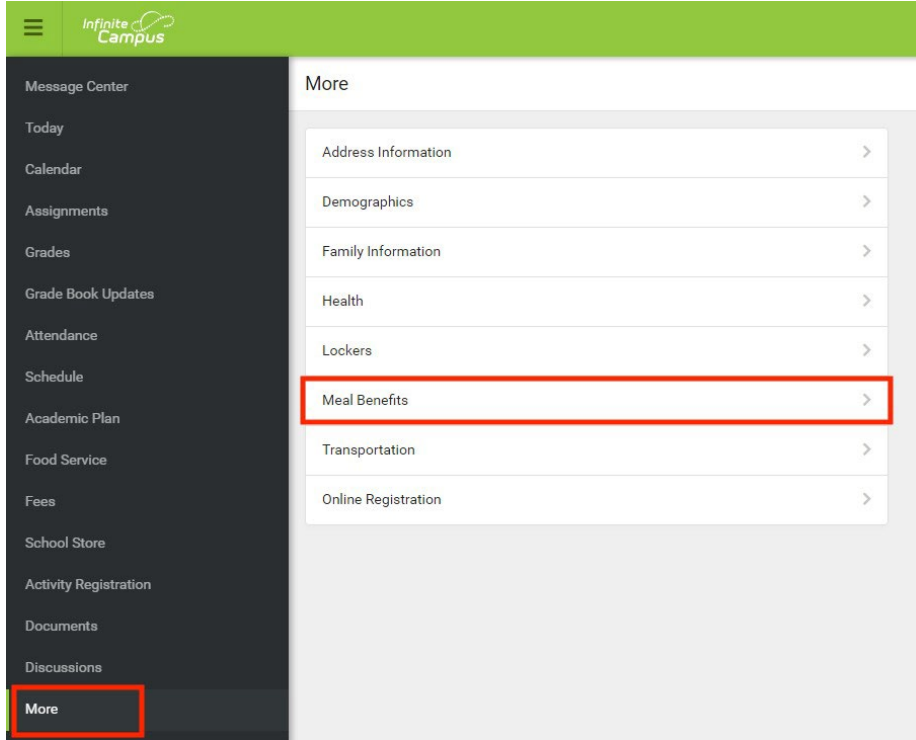 Infinite
Campus
Message Center
Today
Calendar
Assignments
Grades
Grade Book Updates
Attendance
Schedule
Academic Plan
Food Service
Fees
School Store
Activity Registration
Documents
Discussions
More
More
Address Information
Demographics
Family Information
Health
Lockers
Meal Benefits
Transportation
Online Registration